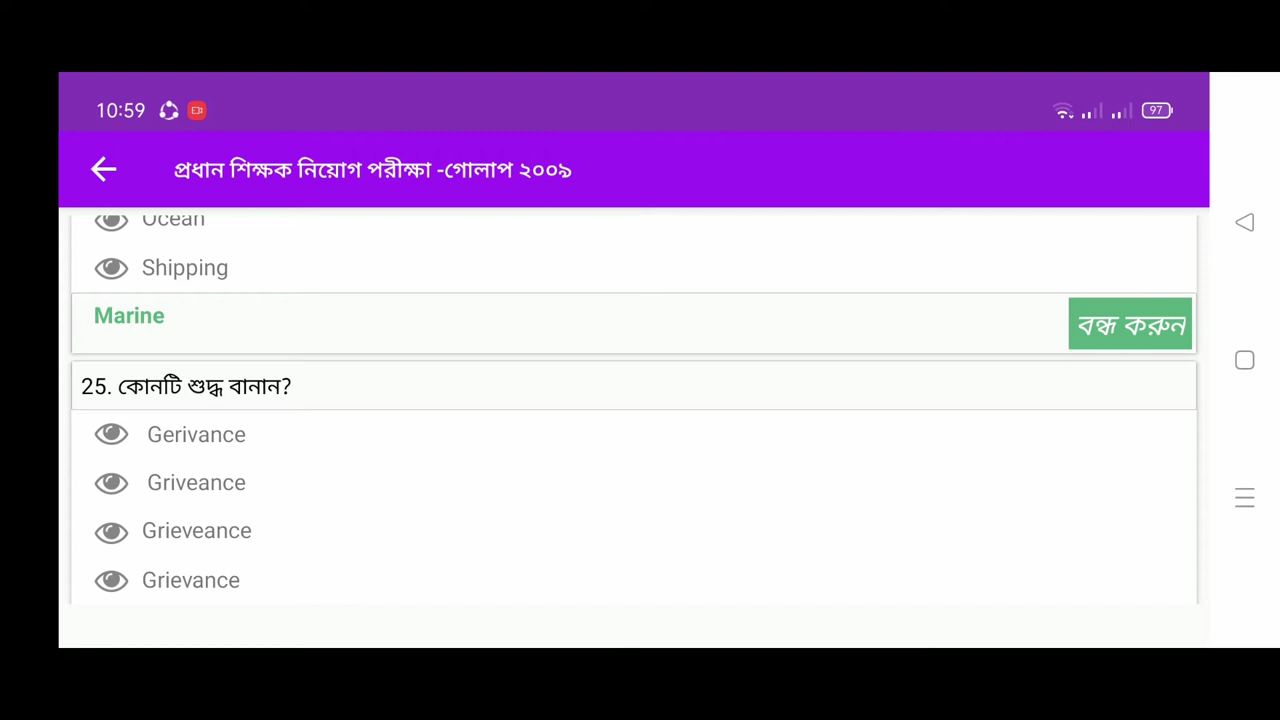 10:59
97
প্রধান শিক্ষক নিয়োগ পরীক্ষা -গোলাপ ২০০৯
Ocean
Shipping
Marine
বন্ধ করুন
25. কোনটি শুদ্ধ বানান?
Gerivance
Griveance
Grieveance
Grievance